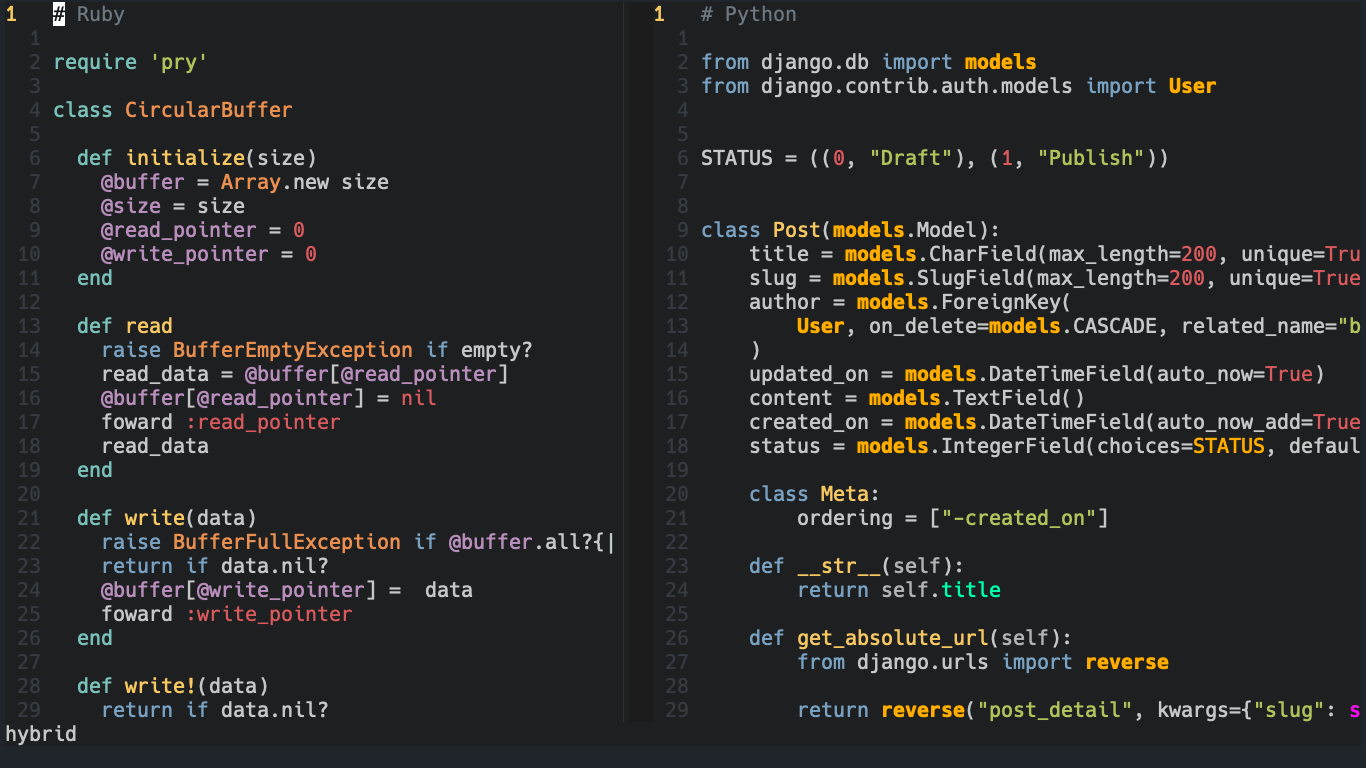 1 # Ruby
1
2 require 'pry'
3
4 class CircularBuffer
5
6 def initialize(size)
7 @buffer = Array.new size
8 @size = size
9 @read_pointer = 0
10 @write_pointer = 0
11 end
12
13 def read
14 raise BufferEmptyException if empty?
15 read_data = @buffer[@read_pointer]
16 @buffer[@read_pointer] = nil
17 foward :read_pointer
18 read_data
19 end
20
21 def write(data)
22 raise BufferFullException if @buffer.all?{|
23 return if data.nil?
24 @buffer[@write_pointer] =  data
25 foward :write_pointer
26 end
27
28 def write!(data)
29 return if data.nil?
1 # Python
1
2 from django.db import models
3 from django.contrib.auth.models import User
4
5
6 STATUS = ((0, "Draft"), (1, "Publish"))
7
8
9 class Post(models.Model):
10 title = models.CharField(max_length=200, unique=Tru
11 slug = models.SlugField(max_length=200, unique=True
12 author = models.ForeignKey(
13 User, on_delete=models.CASCADE, related_name="b
14 )
15 updated_on = models.DateTimeField(auto_now=True)
16 content = models.TextField()
17 created_on = models.DateTimeField(auto_now_add=True
18 status = models.IntegerField(choices=STATUS, defaul
19
20 class Meta:
21 ordering = ["-created_on"]
22
23 def __str__(self):
24 return self.title
25
26 def get_absolute_url(self):
27 from django.urls import reverse
28
29 return reverse("post_detail", kwargs={"slug": s
hybrid